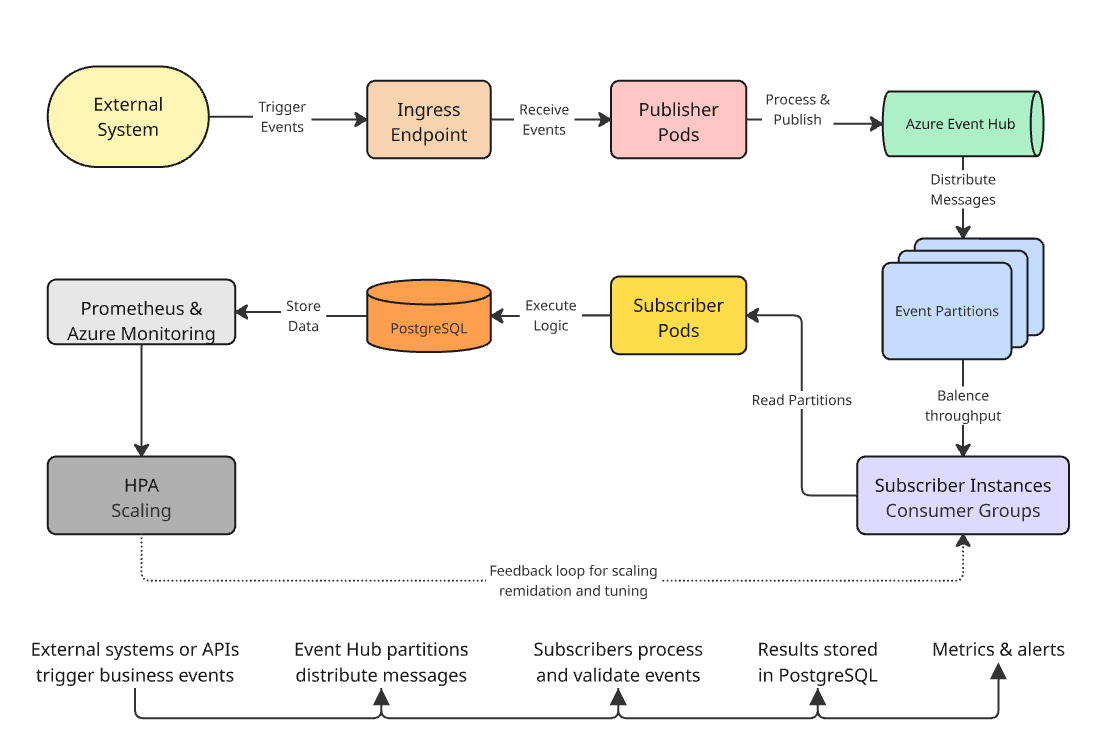 External
System
Trigger
Events
Ingress
Endpoint
Receive
Events
Publisher
Pods
Process &
Publish
Azure Event Hub
Distribute
Messages
Prometheus &
Azure Monitoring
Store
Data
PostgreSQL
Execute
Logic
Subscriber
Pods
Event Partitions
Read Partitions
Balence
throughput
HPA
Scaling
Subscriber Instances
Consumer Groups
Feedback loop for scaling
remidation and tuning
External systems or APIs
trigger business events
Event Hub partitions
distribute messages
Subscribers process
and validate events
Results stored
in PostgreSQL
Metrics & alerts